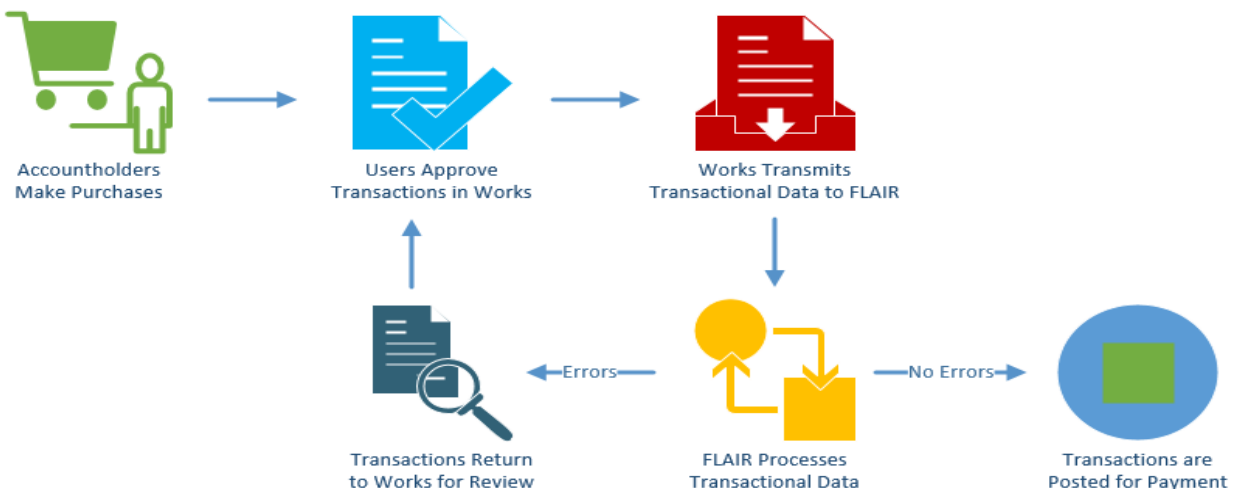 Accountholders
Make Purchases
Users Approve
Transactions in Works
Works Transmits
Transactional Data to FLAIR
Errors
No Errors
Transactions Return
to Works for Review
FLAIR Processes
Transactional Data
Transactions are
Posted for Payment